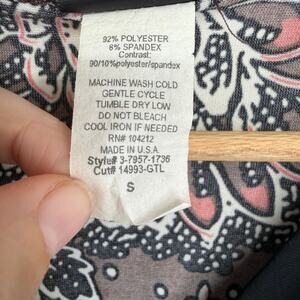 92% POLYESTER
8% SPANDEX
Contrast:
90/10%polyester/spandex
MACHINE WASH COLD
GENTLE CYCLE
TUMBLE DRY LOW
DO NOT BLEACH
COOL IRON IF NEEDED
RN# 104212
MADE IN U.S.A.
Style# 3-7957-1736
Cut# 14993-GTL
S